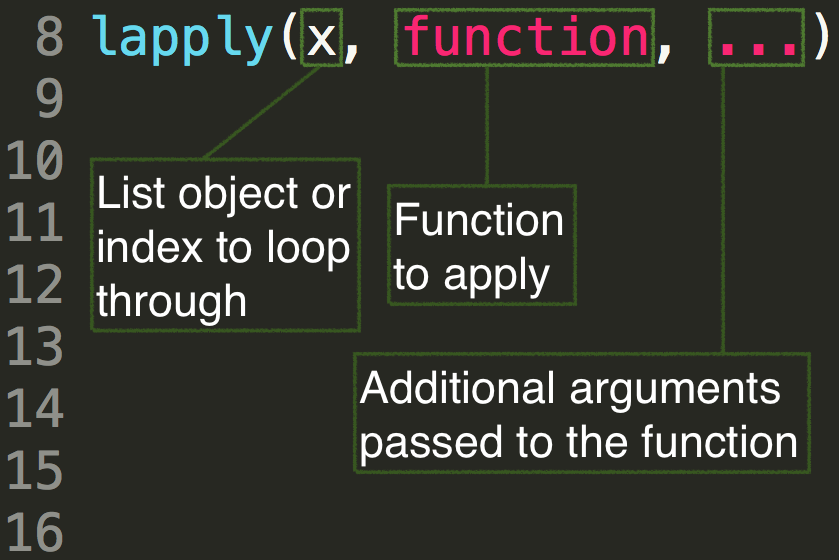 8 lapply(x, function, ...)
9
10
List object or
11
index to loop
12
through
Function
to apply
13
14
Additional arguments
passed to the function
15
16